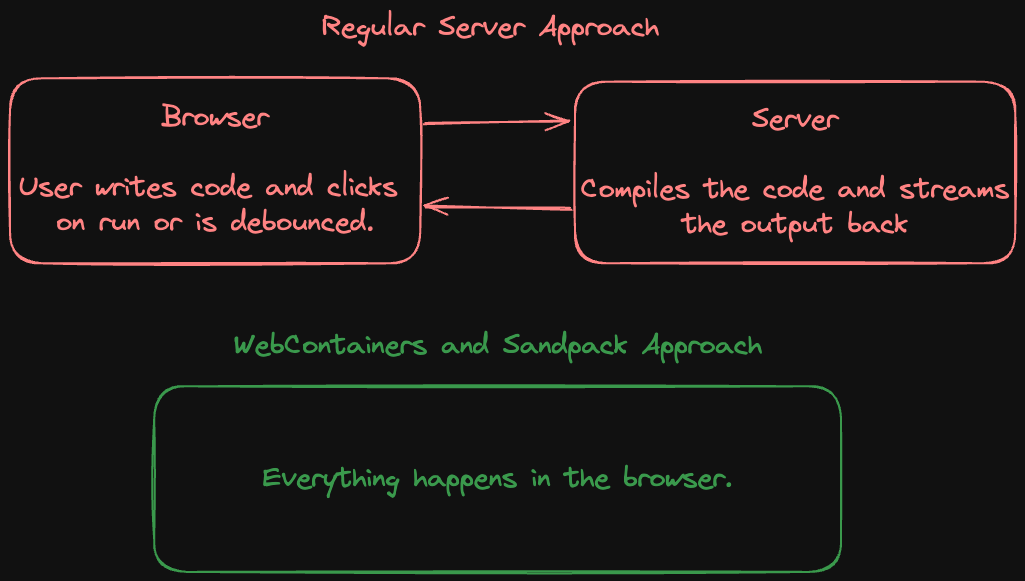 Regular Server Approach
Browser
User writes code and clicks
on run or is debounced.
Server
Compiles the code and streams
the output back
WebContainers and Sandpack Approach
Everything happens in the browser.